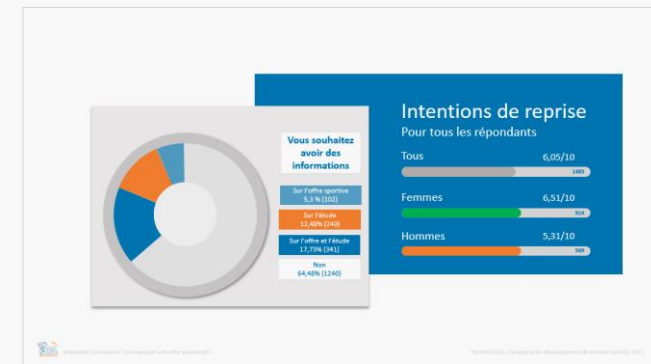 Intentions de reprise
Pour tous les répondants
Tous 6,05/10
1483
Femmes 6,51/10
914
Hommes 5,31/10
569
Vous souhaitez
avoir des
informations
Sur l'offre sportive
5,3 % (102)
Sur l'étude
12,48% (240)
Sur l'offre et l'étude
17,73% (341)
Non
64,48% (1240)